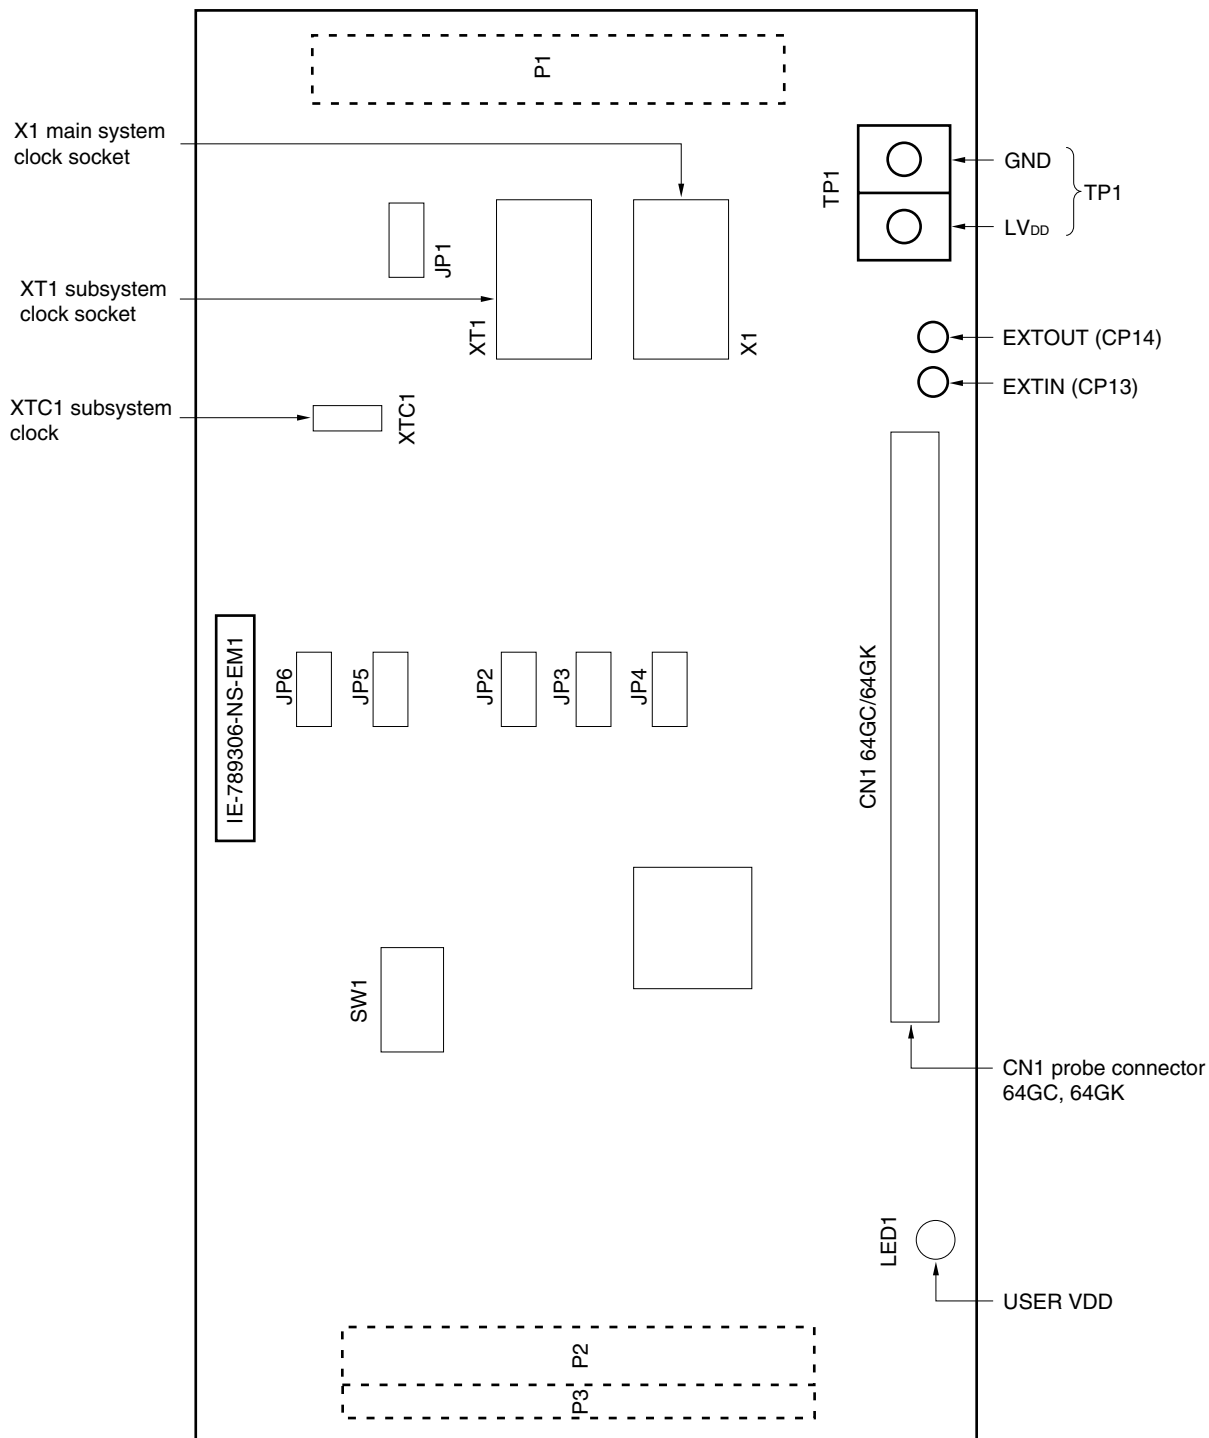 P1
X1 main system
clock socket
TP1
GND
LVDD
TP1
JP1
XT1 subsystem
clock socket
XT1
X1
EXTOUT (CP14)
EXTIN (CP13)
XTC1 subsystem
clock
XTC1
IE-789306-NS-EM1
JP6
JP5
JP2
JP3
JP4
CN1 64GC/64GK
SW1
CN1 probe connector
64GC, 64GK
LED1
USER VDD
P2
P3